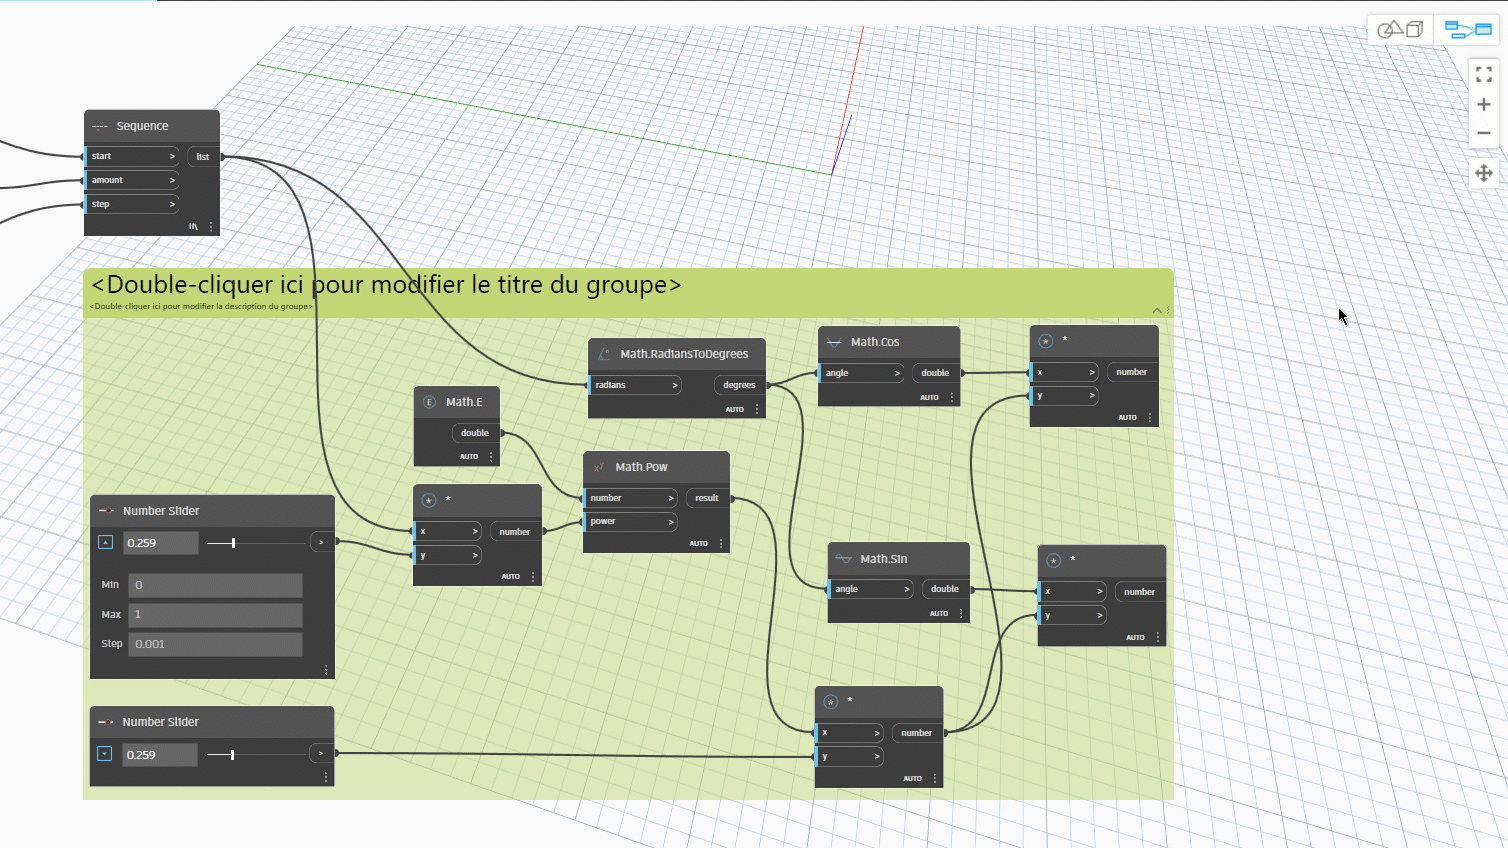 Sequence
start >
list
amount >
step >
<Double-cliquer ici pour modifier le titre du groupe>
<Double-cliquer ici pour modifier la description du groupe>
Math.RadiansToDegrees
radians >
degrees
AUTO
Math.Cos
angle >
double
AUTO
*
x >
number
y >
AUTO
E Math.E
double
AUTO
xy Math.Pow
number >
result
power >
AUTO
*
x >
number
y >
AUTO
Number Slider
0.259
>
Min 0
Max 1
Step 0.001
Math.Sin
angle >
double
AUTO
*
x >
number
y >
AUTO
Number Slider
0.259
>
*
x >
number
y >
AUTO